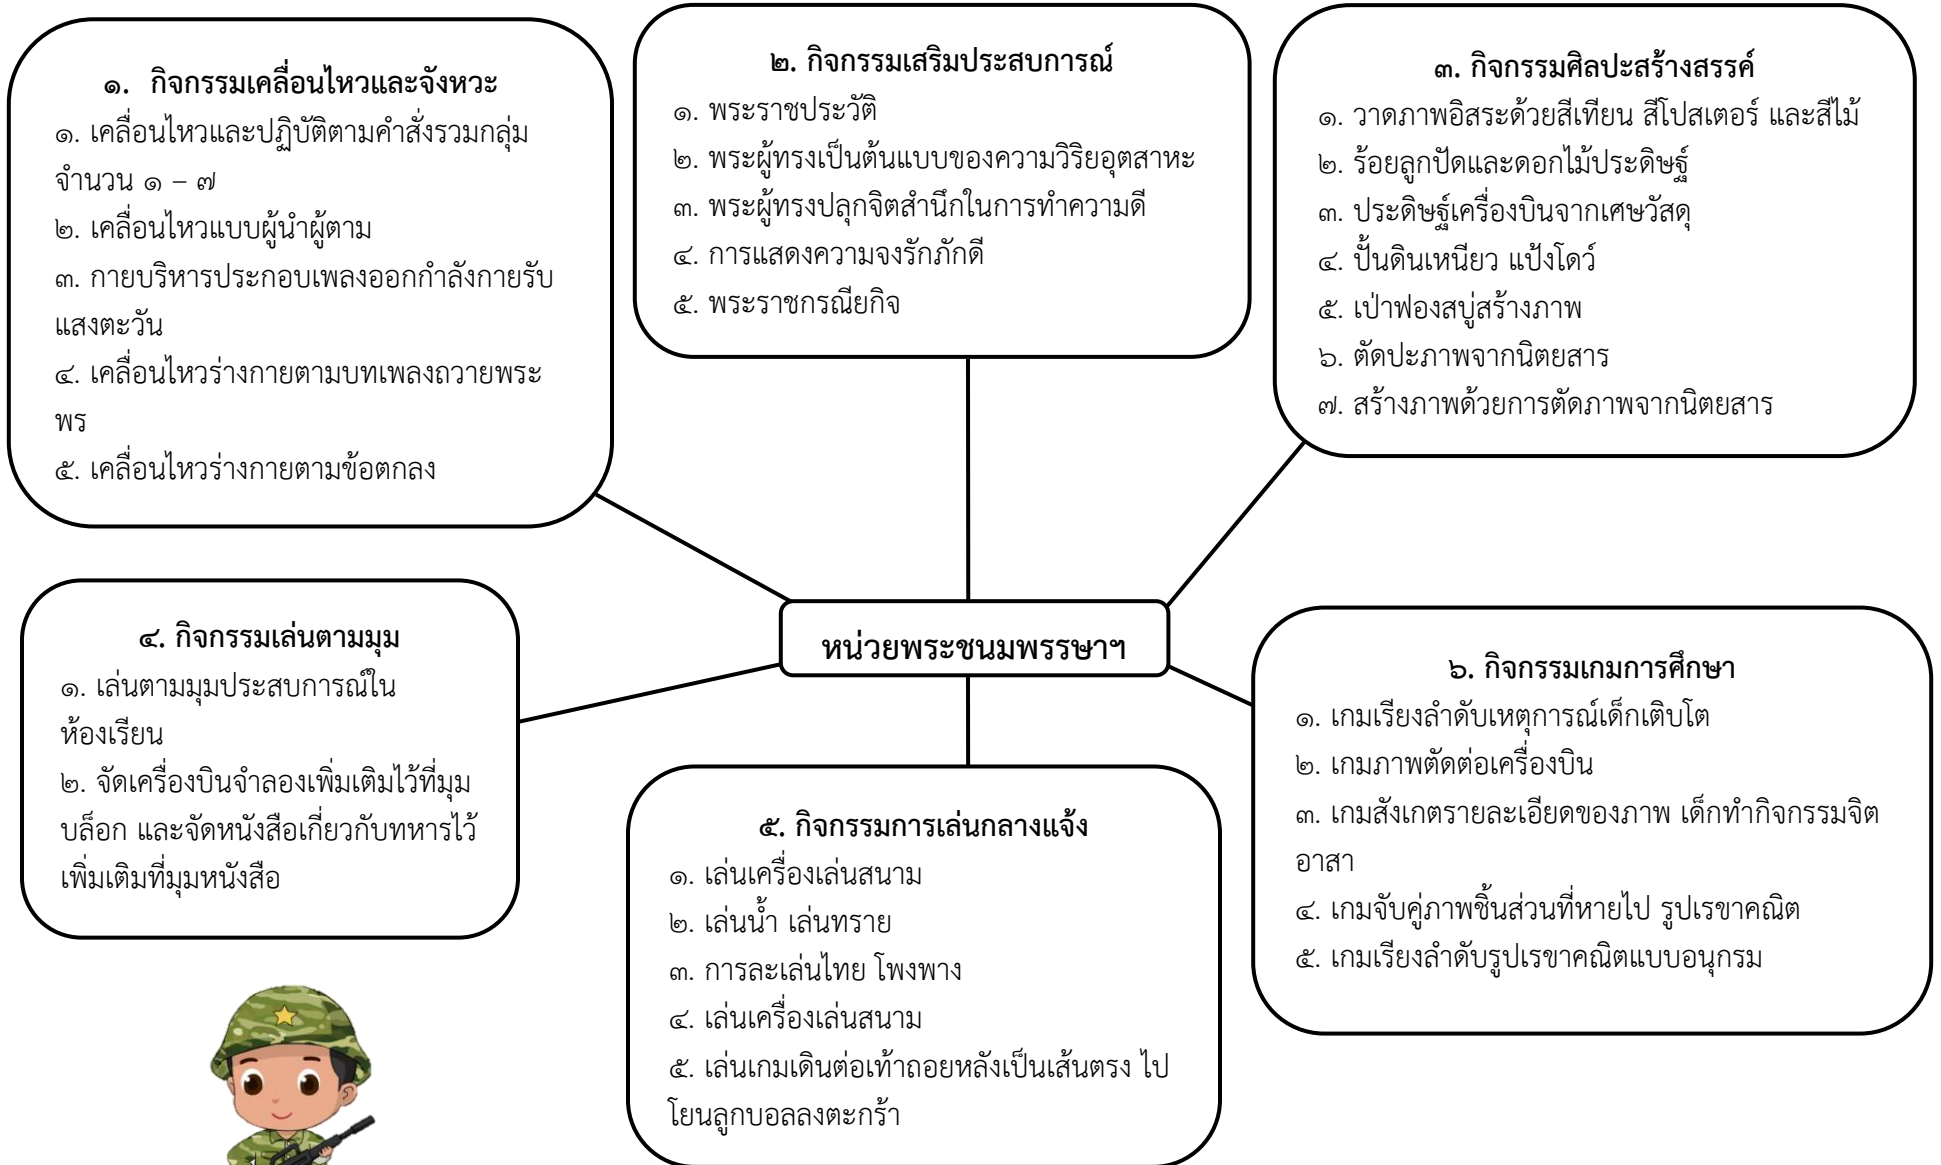 ๑. กิจกรรมเคลื่อนไหวและจังหวะ
๑. เคลื่อนไหวและปฏิบัติตามคำสั่งรวมกลุ่ม
จำนวน ๑ – ๗
๒. เคลื่อนไหวแบบผู้นำผู้ตาม
๓. กายบริหารประกอบเพลงออกกำลังกายรับ
แสงตะวัน
๔. เคลื่อนไหวร่างกายตามบทเพลงถวายพระ
พร
๕. เคลื่อนไหวร่างกายตามข้อตกลง
๒. กิจกรรมเสริมประสบการณ์
๑. พระราชประวัติ
๒. พระผู้ทรงเป็นต้นแบบของความวิริยอุตสาหะ
๓. พระผู้ทรงปลุกจิตสำนึกในการทำความดี
๔. การแสดงความจงรักภักดี
๕. พระราชกรณียกิจ
๓. กิจกรรมศิลปะสร้างสรรค์
๑. วาดภาพอิสระด้วยสีเทียน สีโปสเตอร์ และสีไม้
๒. ร้อยลูกปัดและดอกไม้ประดิษฐ์
๓. ประดิษฐ์เครื่องบินจากเศษวัสดุ
๔. ปั้นดินเหนียว แป้งโดว์
๕. เป่าฟองสบู่สร้างภาพ
๖. ตัดปะภาพจากนิตยสาร
๗. สร้างภาพด้วยการตัดภาพจากนิตยสาร
หน่วยพระชนมพรรษาฯ
๔. กิจกรรมเล่นตามมุม
๑. เล่นตามมุมประสบการณ์ใน
ห้องเรียน
๒. จัดเครื่องบินจำลองเพิ่มเติมไว้ที่มุม
บล็อก และจัดหนังสือเกี่ยวกับทหารไว้
เพิ่มเติมที่มุมหนังสือ
๕. กิจกรรมการเล่นกลางแจ้ง
๑. เล่นเครื่องเล่นสนาม
๒. เล่นน้ำ เล่นทราย
๓. การละเล่นไทย โพงพาง
๔. เล่นเครื่องเล่นสนาม
๕. เล่นเกมเดินต่อเท้าถอยหลังเป็นเส้นตรง ไป
โยนลูกบอลลงตะกร้า
๖. กิจกรรมเกมการศึกษา
๑. เกมเรียงลำดับเหตุการณ์เด็กเติบโต
๒. เกมภาพตัดต่อเครื่องบิน
๓. เกมสังเกตรายละเอียดของภาพ เด็กทำกิจกรรมจิต
อาสา
๔. เกมจับคู่ภาพชิ้นส่วนที่หายไป รูปเรขาคณิต
๕. เกมเรียงลำดับรูปเรขาคณิตแบบอนุกรม